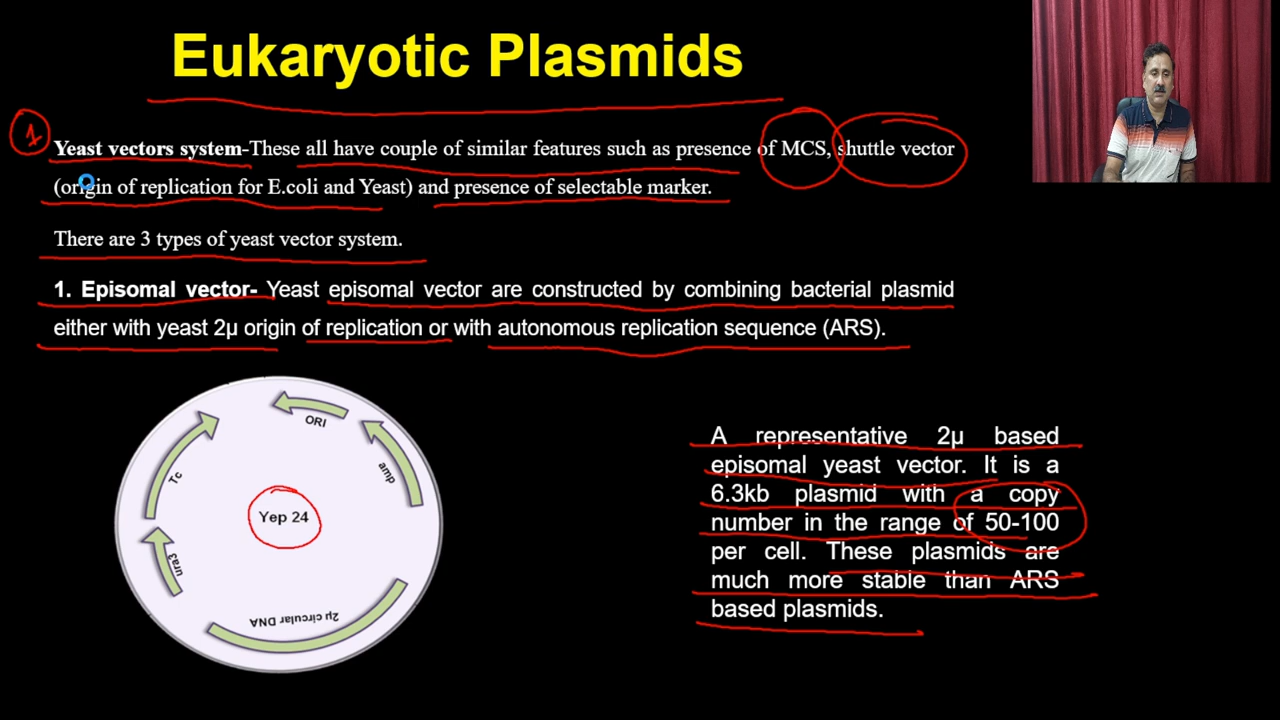 Eukaryotic Plasmids
1
Yeast vectors system-These all have couple of similar features such as presence of MCS, shuttle vector
(origin of replication for E.coli and Yeast) and presence of selectable marker.
There are 3 types of yeast vector system.
1. Episomal vector- Yeast episomal vector are constructed by combining bacterial plasmid
either with yeast 2µ origin of replication or with autonomous replication sequence (ARS).
ORI
amp
Tc
Yep 24
ura3
2µ circular DNA
A representative 2µ based
episomal yeast vector. It is a
6.3kb plasmid with a copy
number in the range of 50-100
per cell. These plasmids are
much more stable than ARS
based plasmids.